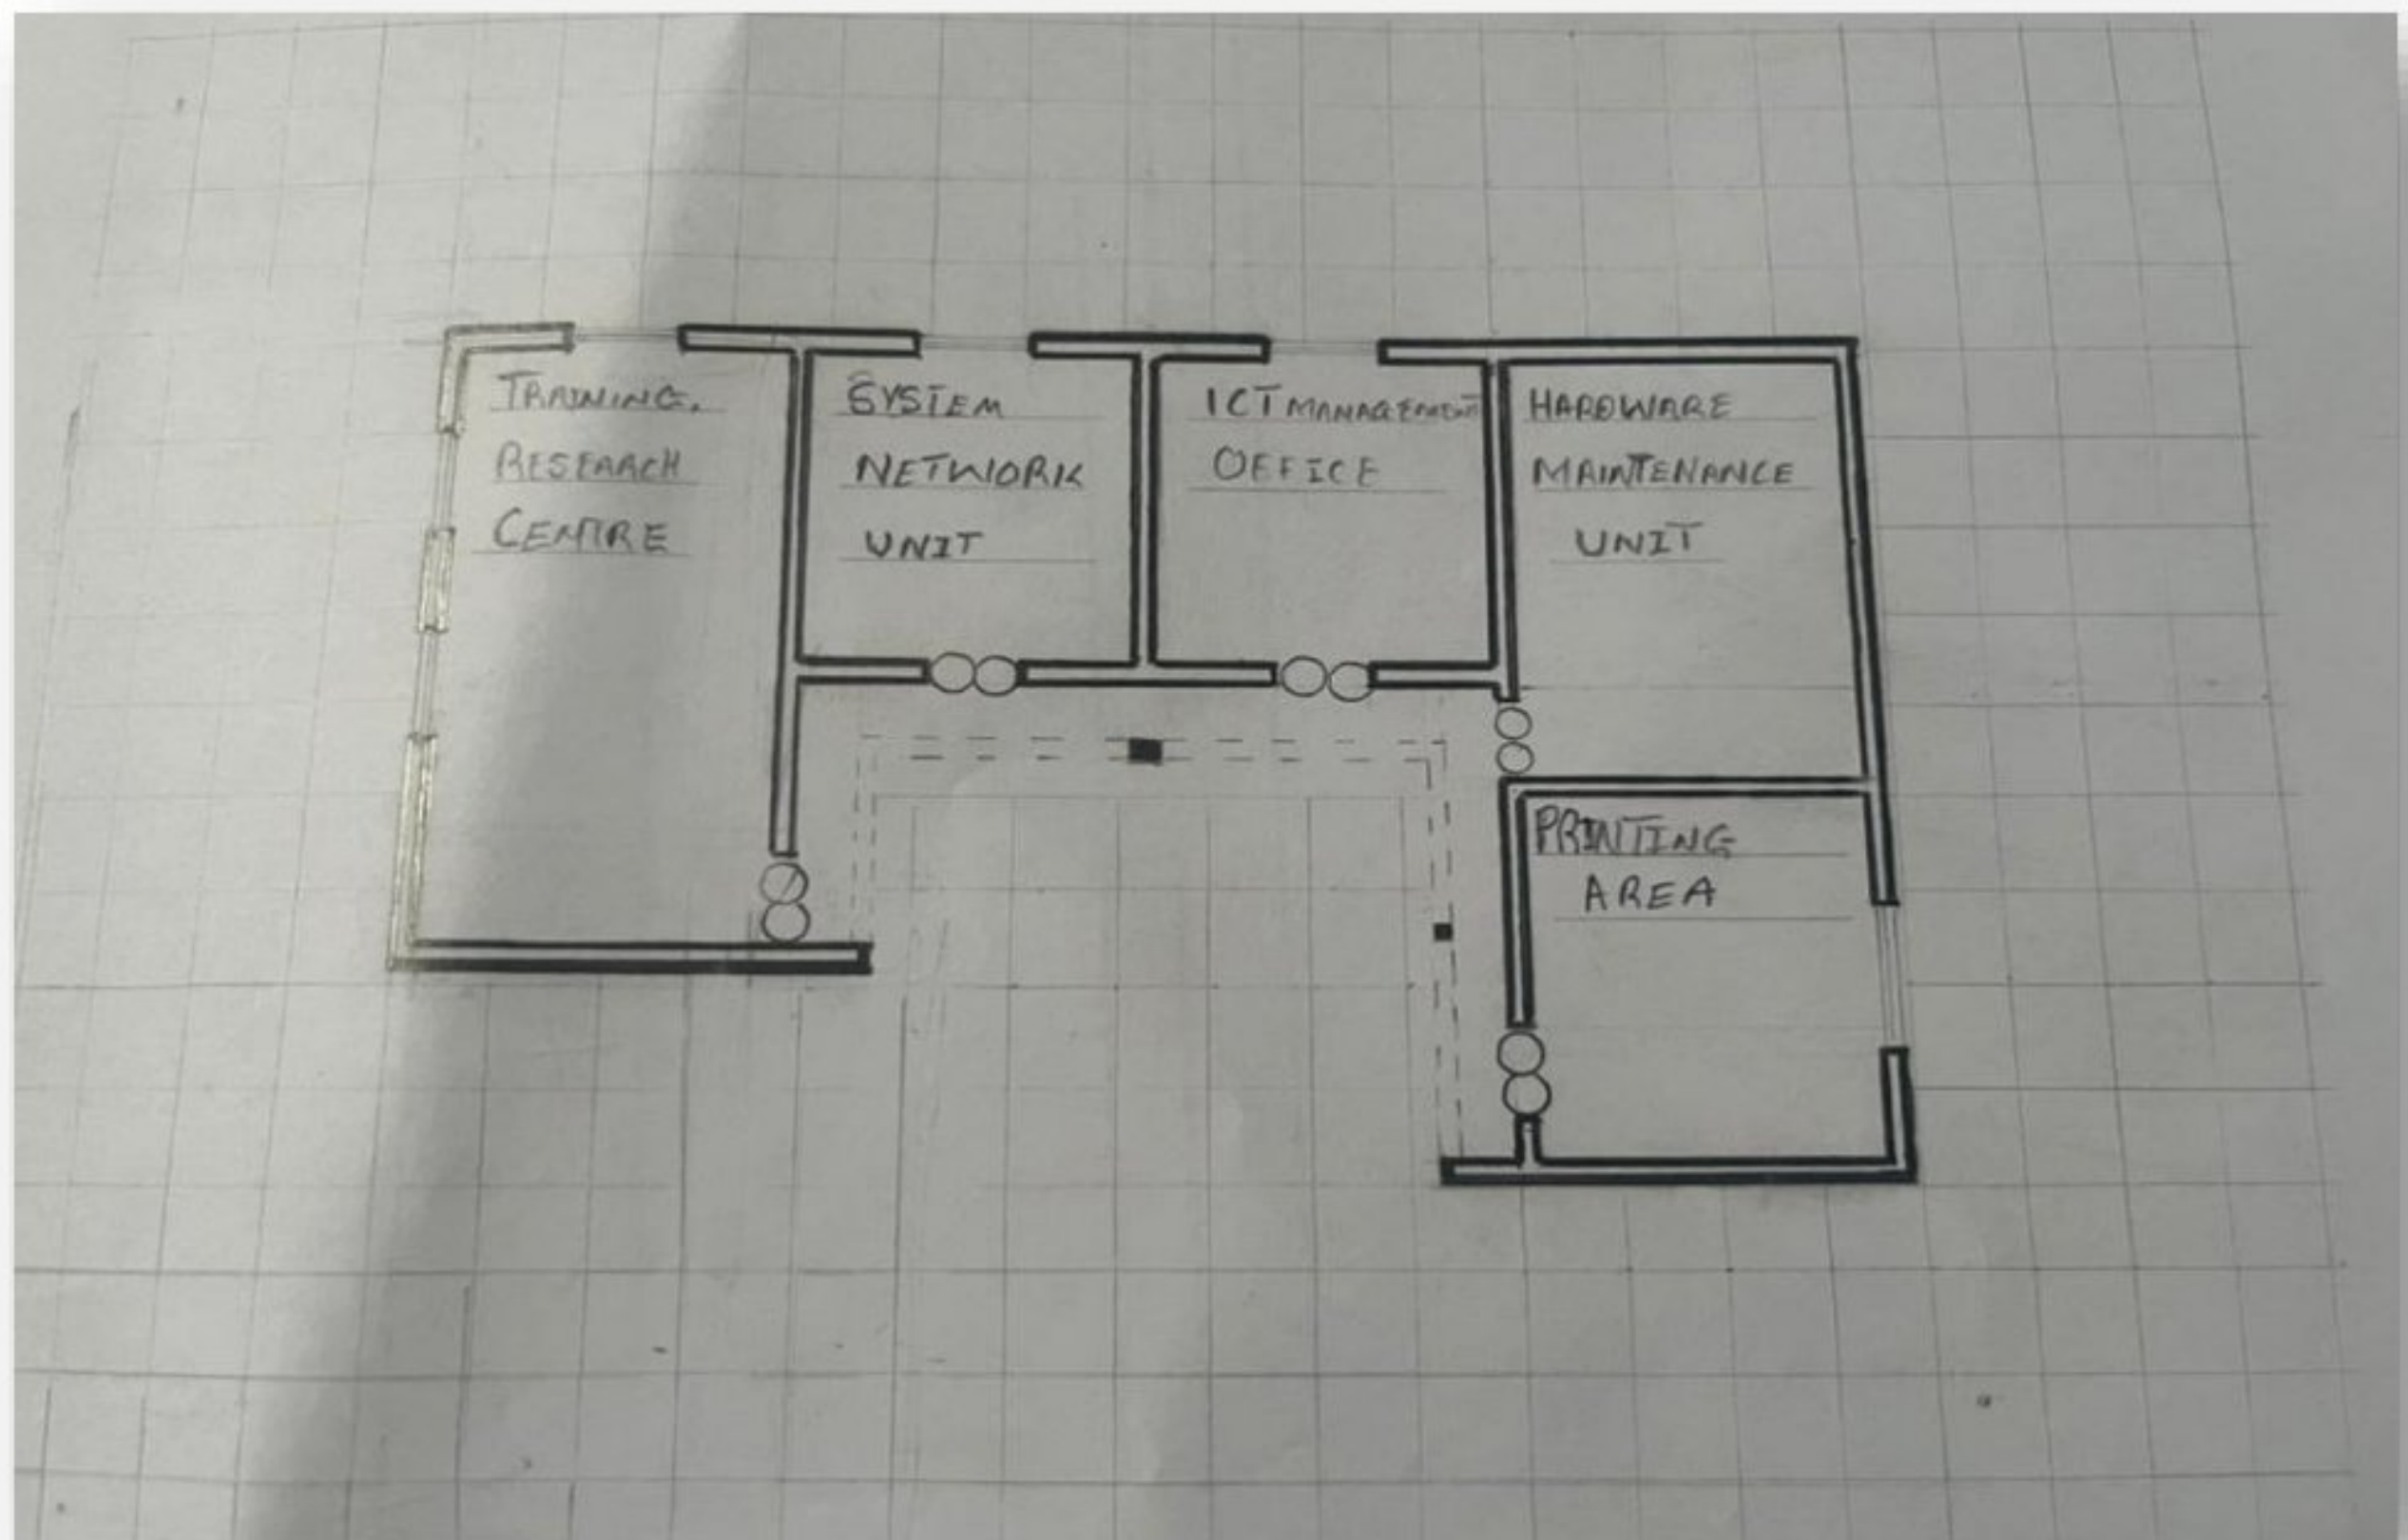 TRAINING,
RESEARCH
CENTRE
SYSTEM
NETWORK
UNIT
ICT MANAGEMENT
OFFICE
HARDWARE
MAINTENANCE
UNIT
PRINTING
AREA